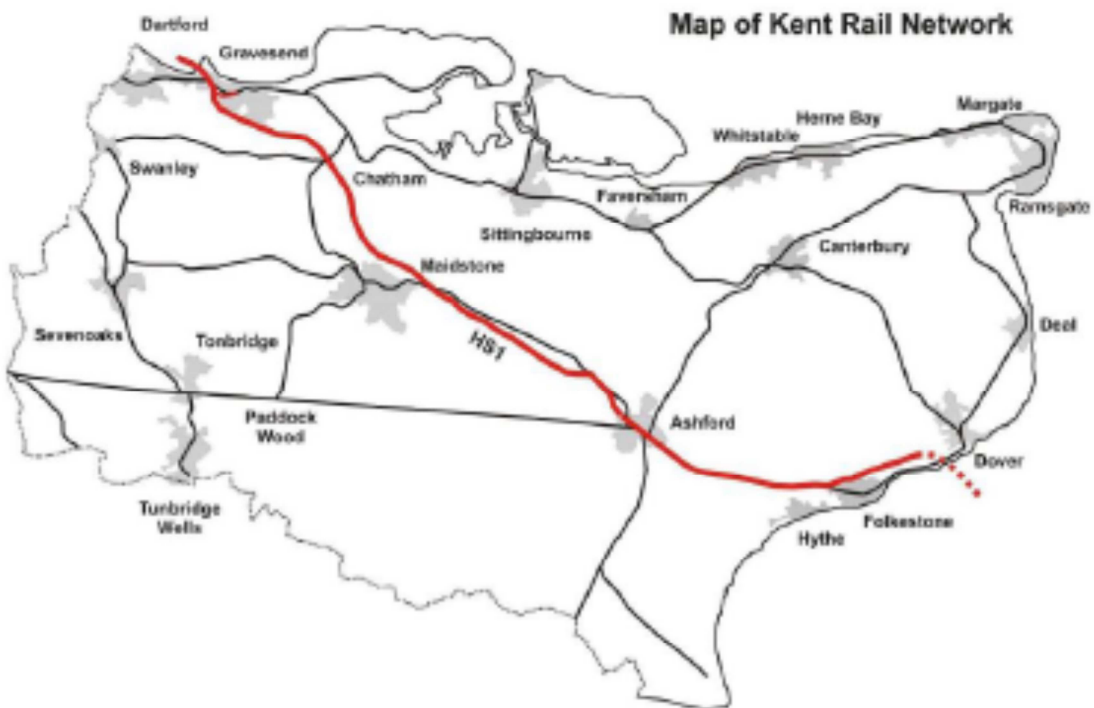 Map of Kent Rail Network
Dartford
Gravesend
Margate
Herne Bay
Whitstable
Swanley
Chatham
Faversham
Ramsgate
Sittingbourne
Canterbury
Maidstone
Deal
Sevenoaks
Tonbridge
HS1
Paddock
Wood
Ashford
Dover
Tunbridge
Wells
Folkestone
Hythe